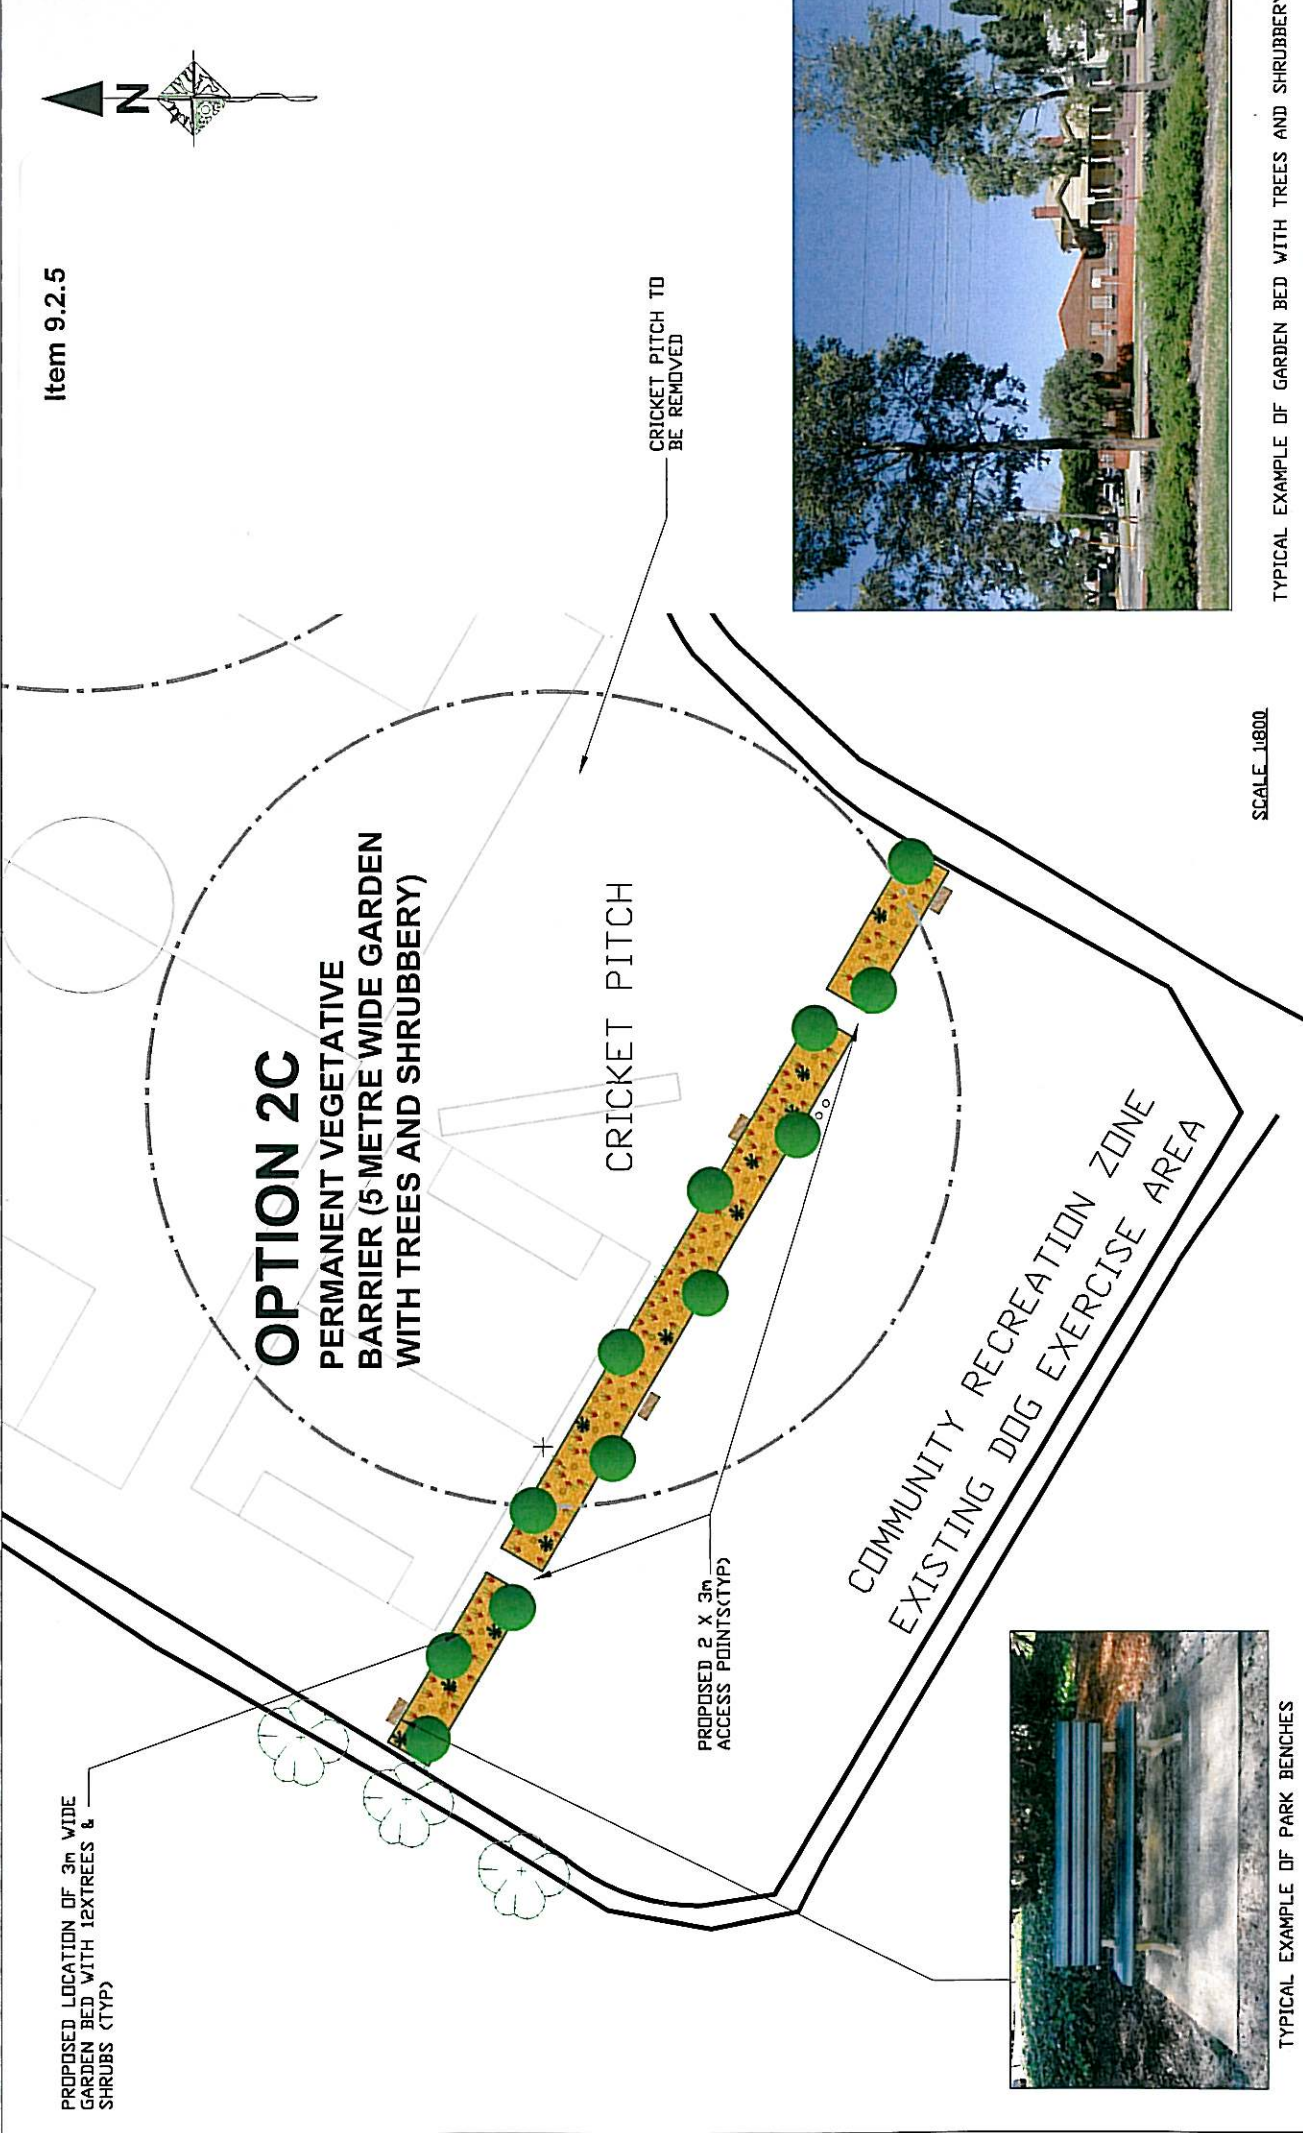 Item 9.2.5
N
PROPOSED LOCATION OF 3m WIDE
GARDEN BED WITH 12XTREES &
SHRUBS (TYP)
OPTION 2C
PERMANENT VEGETATIVE
BARRIER (5 METRE WIDE GARDEN
WITH TREES AND SHRUBBERY)
CRICKET PITCH
CRICKET PITCH TO
BE REMOVED
PROPOSED 2 X 3m
ACCESS POINTS(TYP)
COMMUNITY RECREATION ZONE
EXISTING DOG EXERCISE AREA
SCALE 1:800
TYPICAL EXAMPLE OF PARK BENCHES
TYPICAL EXAMPLE OF GARDEN BED WITH TREES AND SHRUBBERY